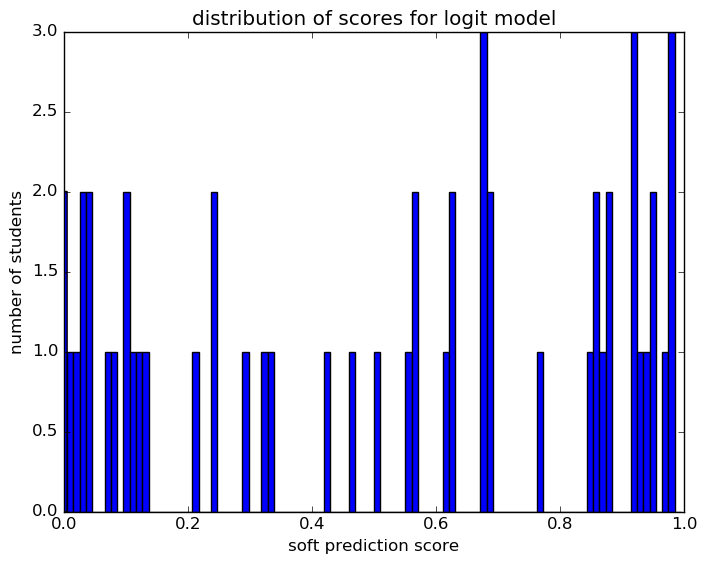 distribution of scores for logit model
3.0
2.5
2.0
1.5
1.0
0.5
0.0
number of students
0.0 0.2 0.4 0.6 0.8 1.0
soft prediction score